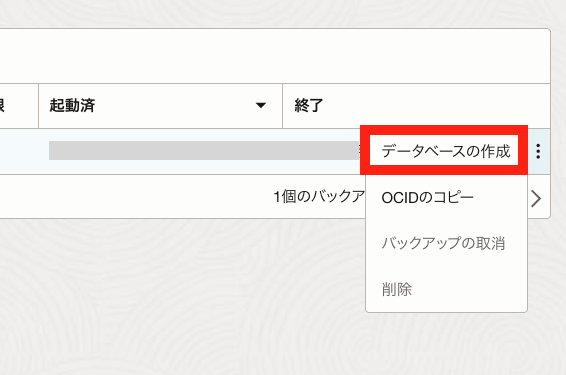 起動済 終了
データベースの作成
1個のバックア
OCIDのコピー
バックアップの取消
削除